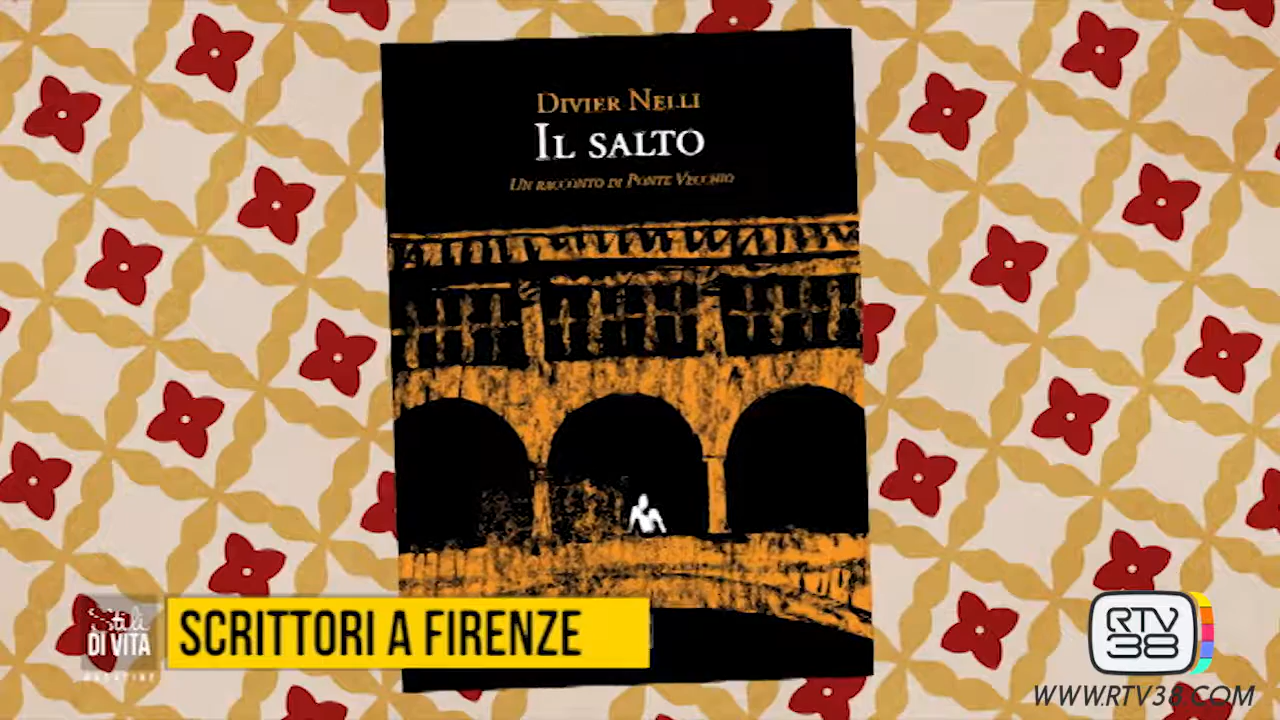 DIVIER NELLI
IL SALTO
UN RACCONTO DI PONTE VECCHIO
Stili
DI VITA
MAGAZINE
SCRITTORI A FIRENZE
RTV
38
WWW.RTV38.COM